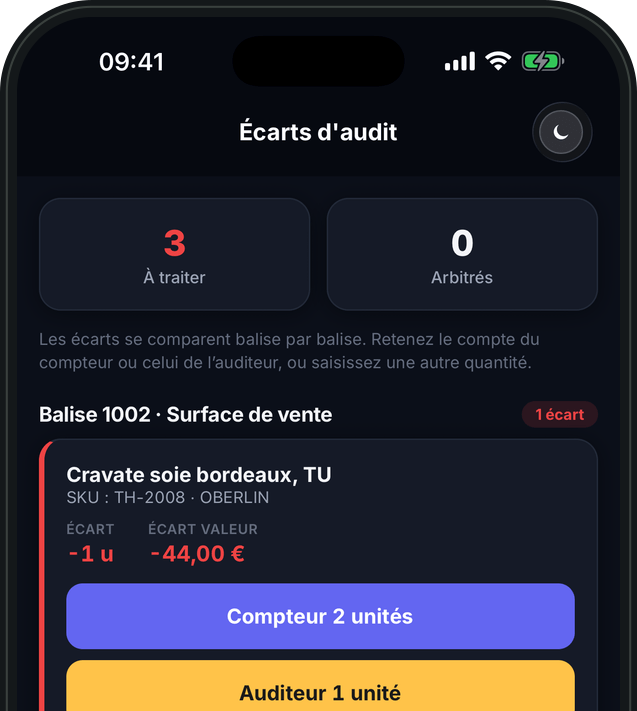 09:41
Écarts d'audit
3
À traiter
0
Arbitrés
Les écarts se comparent balise par balise. Retenez le compte du
compteur ou celui de l’auditeur, ou saisissez une autre quantité.
Balise 1002 · Surface de vente
1 écart
Cravate soie bordeaux, TU
SKU : TH-2008 · OBERLIN
ÉCART
ÉCART VALEUR
-1 u
-44,00 €
Compteur 2 unités
Auditeur 1 unité